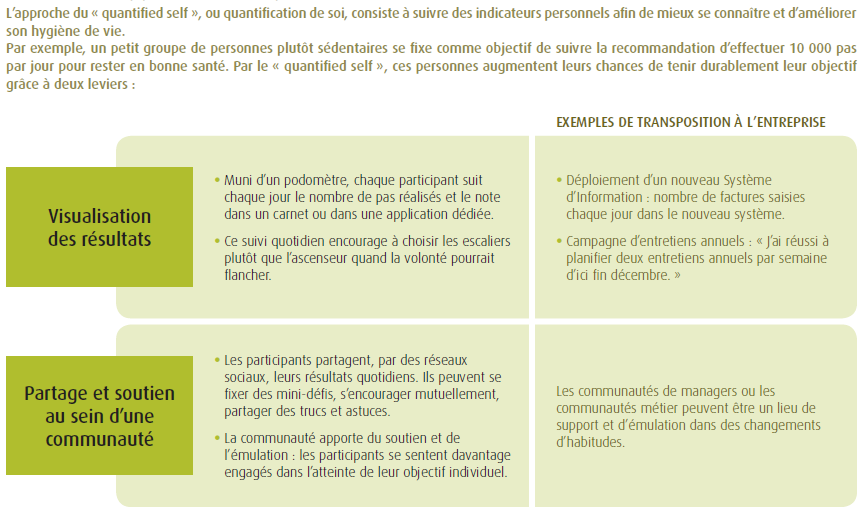 L'approche du « quantified self », ou quantification de soi, consiste à suivre des indicateurs personnels afin de mieux se connaître et d'améliorer
son hygiène de vie.
Par exemple, un petit groupe de personnes plutôt sédentaires se fixe comme objectif de suivre la recommandation d'effectuer 10 000 pas
par jour pour rester en bonne santé. Par le « quantified self », ces personnes augmentent leurs chances de tenir durablement leur objectif
grâce à deux leviers :
EXEMPLES DE TRANSPOSITION À L'ENTREPRISE
Visualisation
des résultats
• Muni d'un podomètre, chaque participant suit
chaque jour le nombre de pas réalisés et le note
dans un carnet ou dans une application dédiée.
• Ce suivi quotidien encourage à choisir les escaliers
plutôt que l'ascenseur quand la volonté pourrait
flancher.
• Déploiement d'un nouveau Système
d'Information : nombre de factures saisies
chaque jour dans le nouveau système.
• Campagne d'entretiens annuels : « J'ai réussi à
planifier deux entretiens annuels par semaine
d'ici fin décembre. »
Partage et soutien
au sein d'une
communauté
• Les participants partagent, par des réseaux
sociaux, leurs résultats quotidiens. Ils peuvent se
fixer des mini-défis, s'encourager mutuellement,
partager des trucs et astuces.
• La communauté apporte du soutien et de
l'émulation : les participants se sentent davantage
engagés dans l'atteinte de leur objectif individuel.
Les communautés de managers ou les
communautés métier peuvent être un lieu de
support et d'émulation dans des changements
d'habitudes.